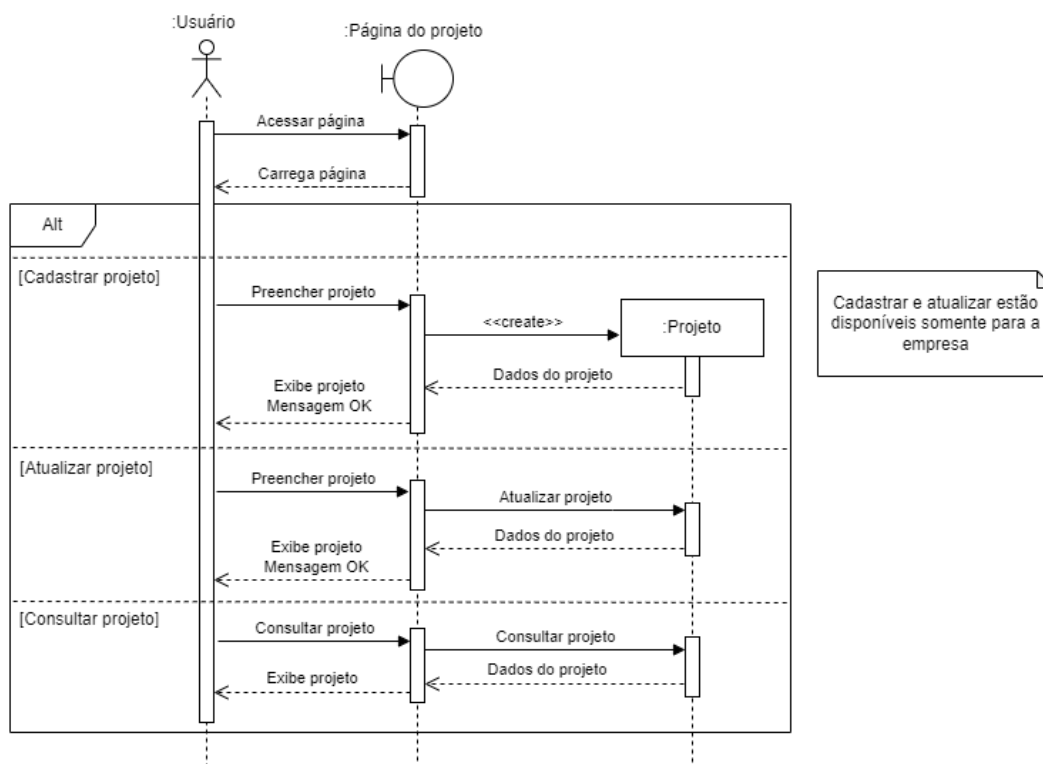 :Usuário
:Página do projeto
Acessar página
Carrega página
Alt
[Cadastrar projeto]
Preencher projeto
<<create>>
:Projeto
Dados do projeto
Exibe projeto
Mensagem OK
Cadastrar e atualizar estão
disponíveis somente para a
empresa
[Atualizar projeto]
Preencher projeto
Atualizar projeto
Dados do projeto
Exibe projeto
Mensagem OK
[Consultar projeto]
Consultar projeto
Consultar projeto
Dados do projeto
Exibe projeto